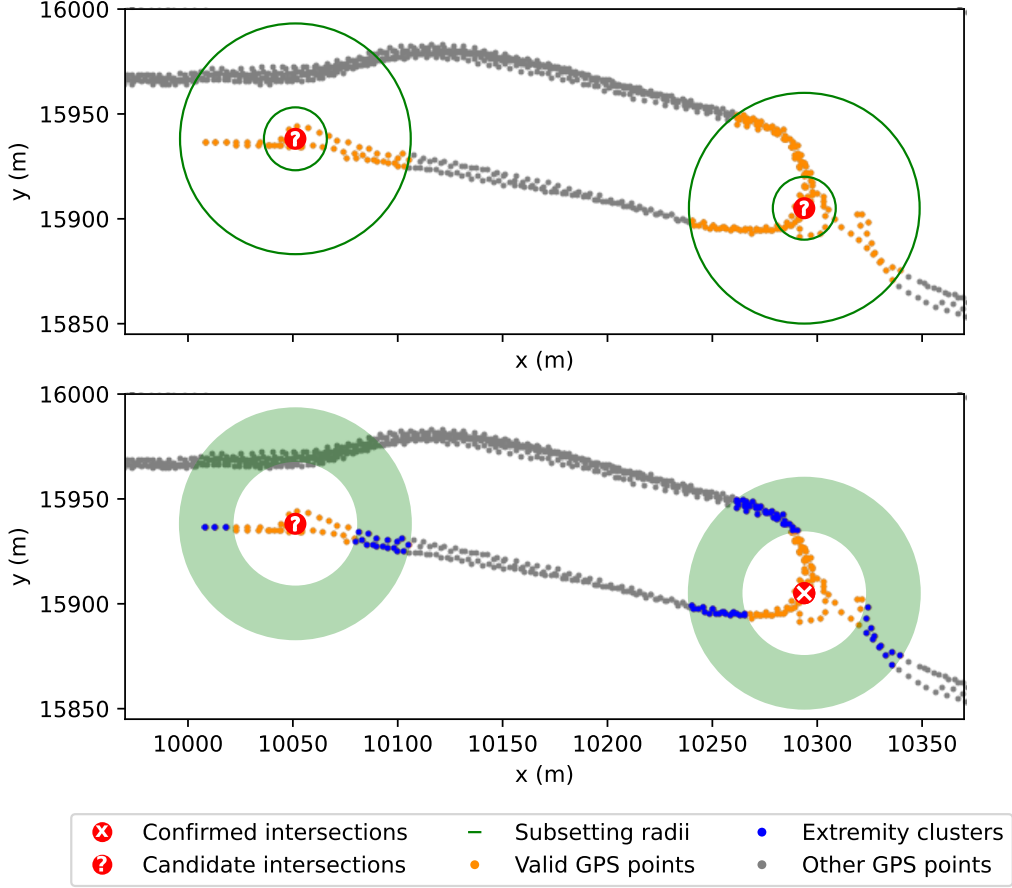 16000
15950
15900
15850
y (m)
?
?
x (m)
16000
15950
15900
15850
y (m)
?
×
10000 10050 10100 10150 10200 10250 10300 10350
x (m)
× Confirmed intersections Subsetting radii Extremity clusters
? Candidate intersections Valid GPS points Other GPS points